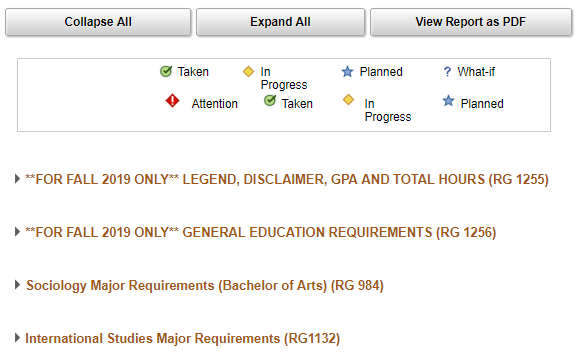 Collapse All Expand All View Report as PDF
Taken In Progress Planned ? What-if
Attention Taken In Progress Planned
**FOR FALL 2019 ONLY** LEGEND, DISCLAIMER, GPA AND TOTAL HOURS (RG 1255)
**FOR FALL 2019 ONLY** GENERAL EDUCATION REQUIREMENTS (RG 1256)
Sociology Major Requirements (Bachelor of Arts) (RG 984)
International Studies Major Requirements (RG1132)